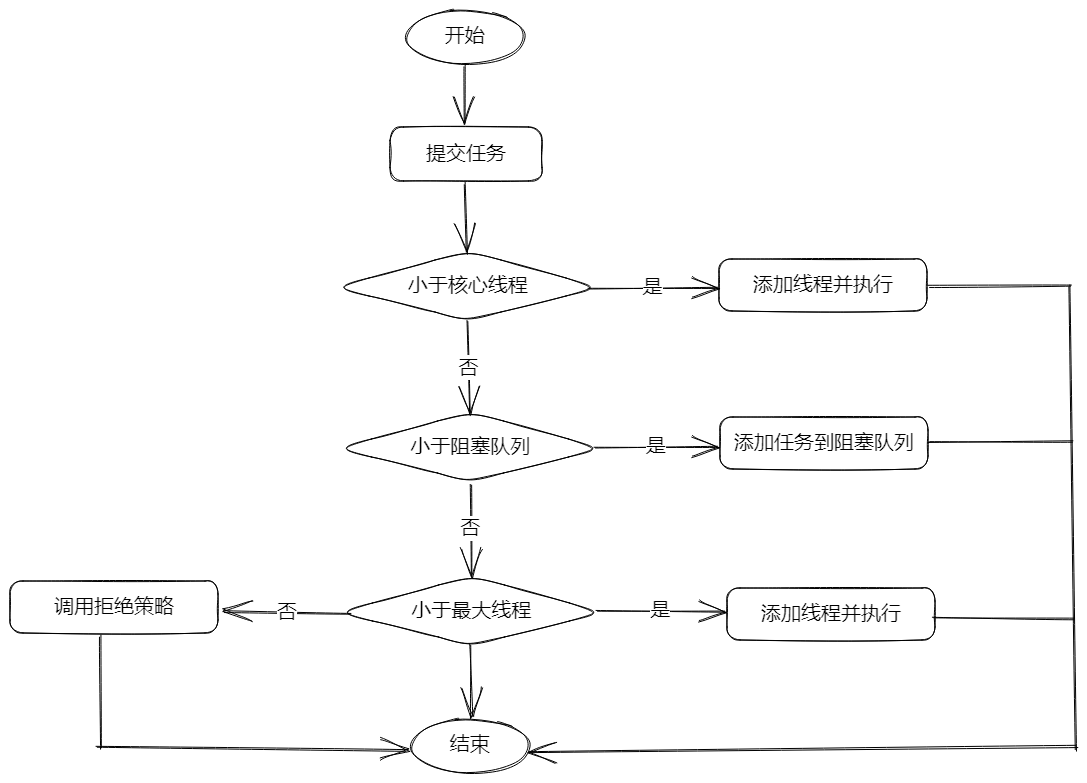 开始
提交任务
小于核心线程
是
添加线程并执行
否
小于阻塞队列
是
添加任务到阻塞队列
否
调用拒绝策略
否
小于最大线程
是
添加线程并执行
结束